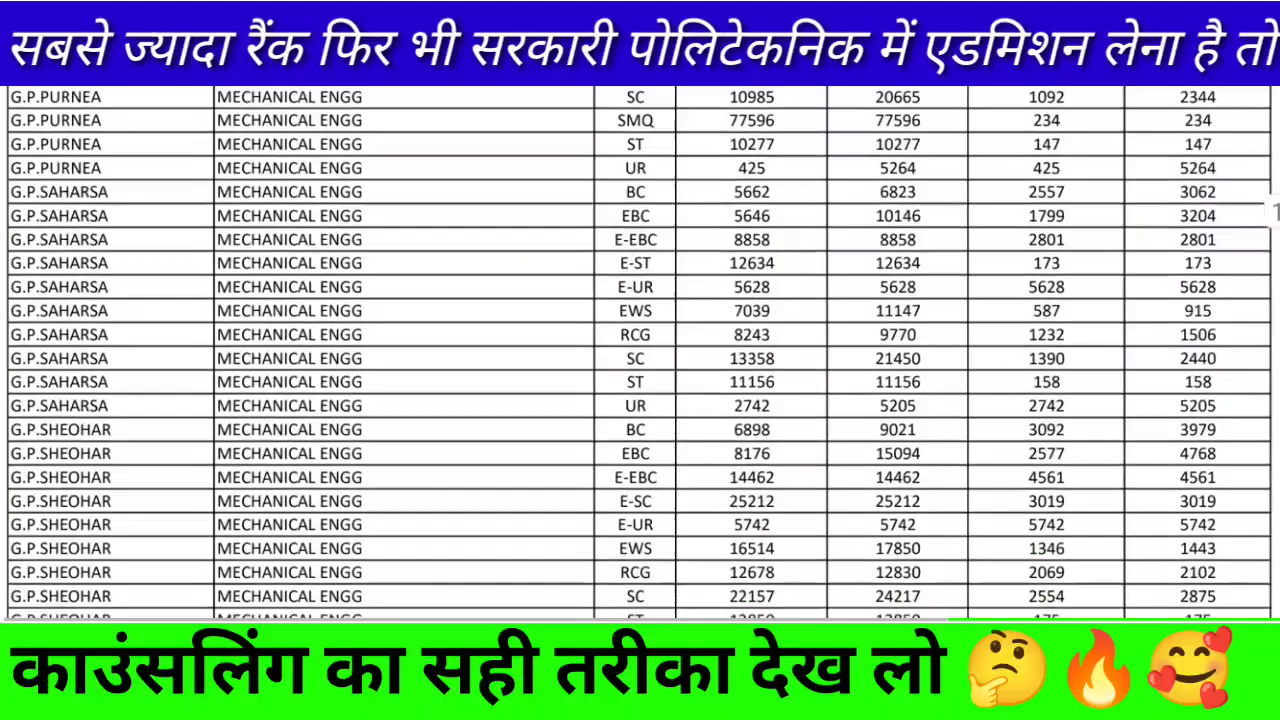 सबसे ज्यादा रैंक फिर भी सरकारी पोलिटेकनिक में एडमिशन लेना है तो
G.P.PURNEA MECHANICAL ENGG SC 10985 20665 1092 2344
G.P.PURNEA MECHANICAL ENGG SMQ 77596 77596 234 234
G.P.PURNEA MECHANICAL ENGG ST 10277 10277 147 147
G.P.PURNEA MECHANICAL ENGG UR 425 5264 425 5264
G.P.SAHARSA MECHANICAL ENGG BC 5662 6823 2557 3062
G.P.SAHARSA MECHANICAL ENGG EBC 5646 10146 1799 3204
G.P.SAHARSA MECHANICAL ENGG E-EBC 8858 8858 2801 2801
G.P.SAHARSA MECHANICAL ENGG E-ST 12634 12634 173 173
G.P.SAHARSA MECHANICAL ENGG E-UR 5628 5628 5628 5628
G.P.SAHARSA MECHANICAL ENGG EWS 7039 11147 587 915
G.P.SAHARSA MECHANICAL ENGG RCG 8243 9770 1232 1506
G.P.SAHARSA MECHANICAL ENGG SC 13358 21450 1390 2440
G.P.SAHARSA MECHANICAL ENGG ST 11156 11156 158 158
G.P.SAHARSA MECHANICAL ENGG UR 2742 5205 2742 5205
G.P.SHEOHAR MECHANICAL ENGG BC 6898 9021 3092 3979
G.P.SHEOHAR MECHANICAL ENGG EBC 8176 15094 2577 4768
G.P.SHEOHAR MECHANICAL ENGG E-EBC 14462 14462 4561 4561
G.P.SHEOHAR MECHANICAL ENGG E-SC 25212 25212 3019 3019
G.P.SHEOHAR MECHANICAL ENGG E-UR 5742 5742 5742 5742
G.P.SHEOHAR MECHANICAL ENGG EWS 16514 17850 1346 1443
G.P.SHEOHAR MECHANICAL ENGG RCG 12678 12830 2069 2102
G.P.SHEOHAR MECHANICAL ENGG SC 22157 24217 2554 2875
काउंसलिंग का सही तरीका देख लो 🤔🔥🥰